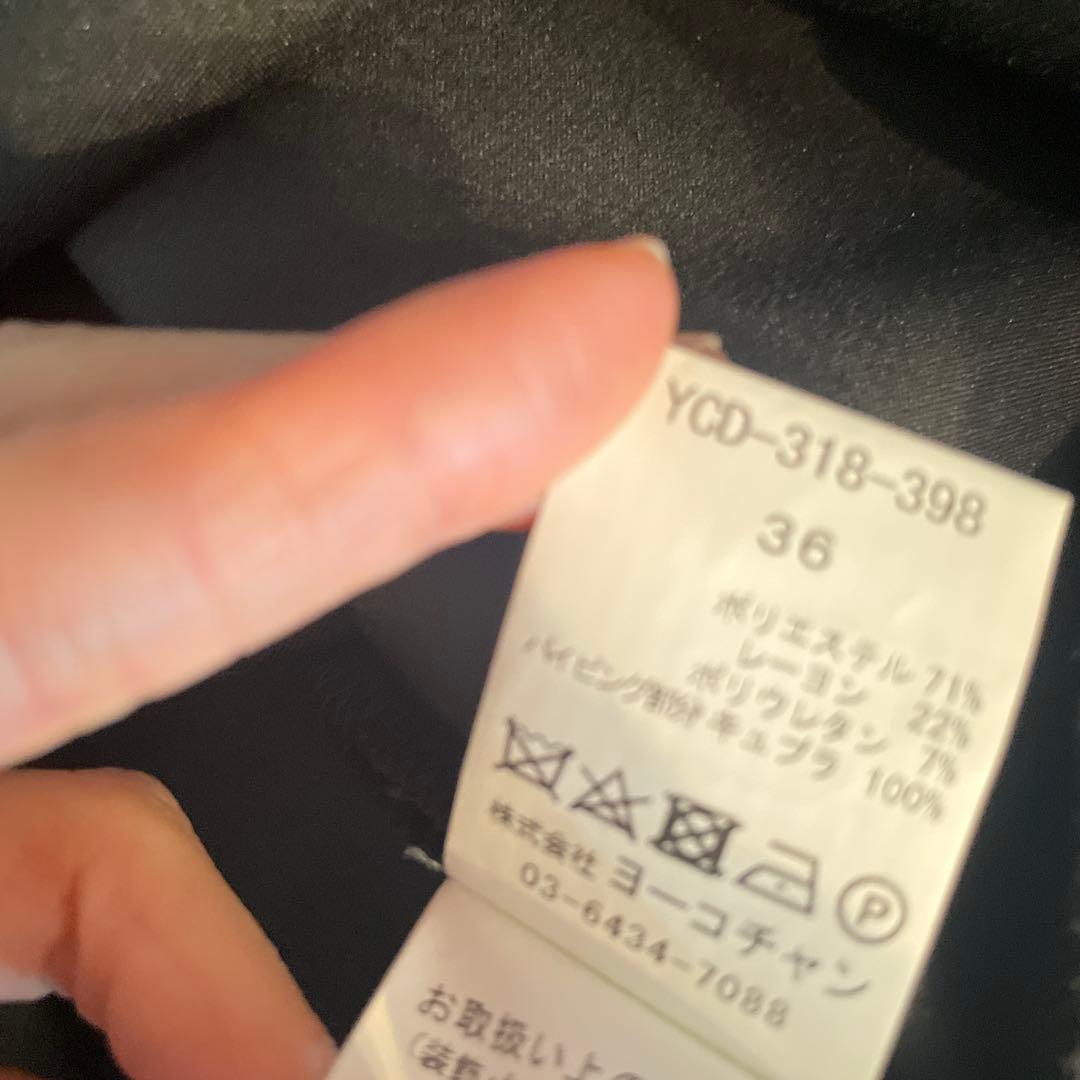 YCD-318-398
36
ポリエステル 71%
レーヨン 22%
ポリウレタン 7%
パイピング部分 キュプラ 100%
P
株式会社 ヨーコチャン
03-6434-7088
お取扱い上の
(装飾